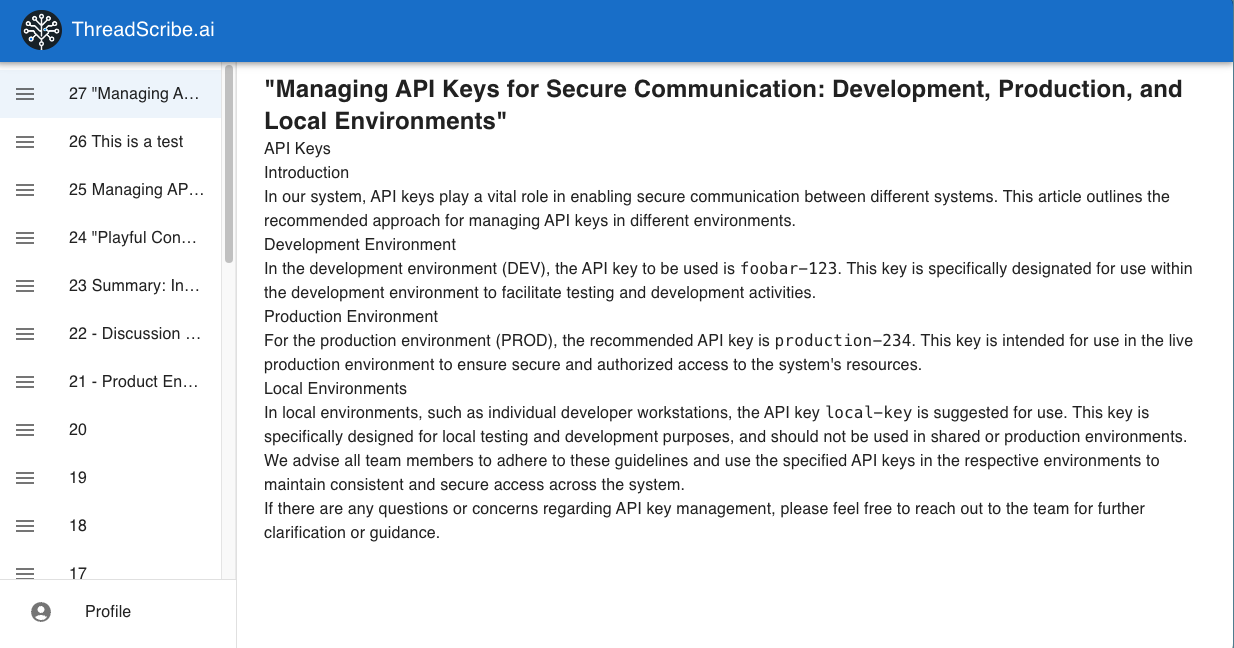 ThreadScribe.ai
27 "Managing A...
26 This is a test
25 Managing AP...
24 "Playful Con...
23 Summary: In...
22 - Discussion ...
21 - Product En...
20
19
18
17
Profile
"Managing API Keys for Secure Communication: Development, Production, and
Local Environments"
API Keys
Introduction
In our system, API keys play a vital role in enabling secure communication between different systems. This article outlines the
recommended approach for managing API keys in different environments.
Development Environment
In the development environment (DEV), the API key to be used is foobar-123. This key is specifically designated for use within
the development environment to facilitate testing and development activities.
Production Environment
For the production environment (PROD), the recommended API key is production-234. This key is intended for use in the live
production environment to ensure secure and authorized access to the system's resources.
Local Environments
In local environments, such as individual developer workstations, the API key local-key is suggested for use. This key is
specifically designed for local testing and development purposes, and should not be used in shared or production environments.
We advise all team members to adhere to these guidelines and use the specified API keys in the respective environments to
maintain consistent and secure access across the system.
If there are any questions or concerns regarding API key management, please feel free to reach out to the team for further
clarification or guidance.